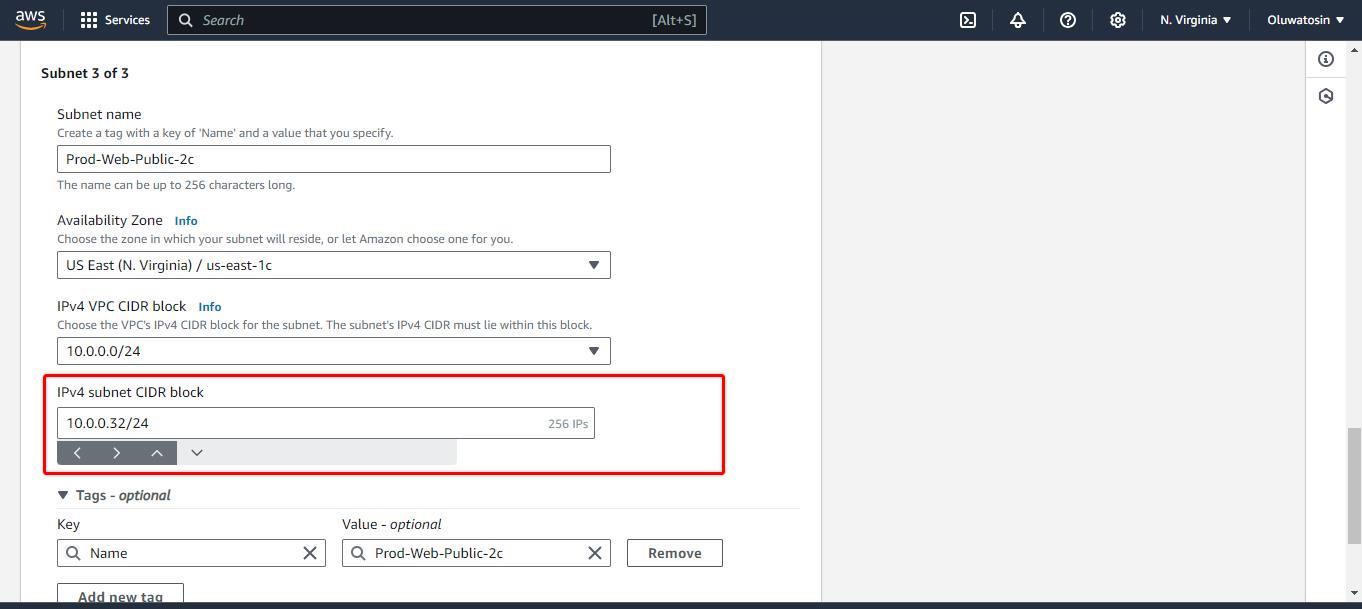 aws
Services
Search [Alt+S]
N. Virginia
Oluwatosin
Subnet 3 of 3
Subnet name
Create a tag with a key of 'Name' and a value that you specify.
Prod-Web-Public-2c
The name can be up to 256 characters long.
Availability Zone Info
Choose the zone in which your subnet will reside, or let Amazon choose one for you.
US East (N. Virginia) / us-east-1c
IPv4 VPC CIDR block Info
Choose the VPC's IPv4 CIDR block for the subnet. The subnet's IPv4 CIDR must lie within this block.
10.0.0.0/24
IPv4 subnet CIDR block
10.0.0.32/24 256 IPs
Tags - optional
Key Value - optional
Name Prod-Web-Public-2c Remove
Add new tag